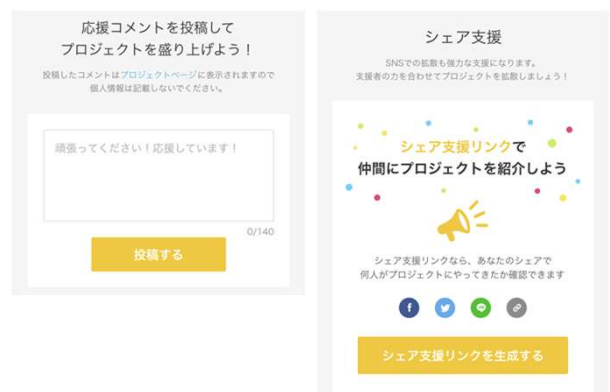 応援コメントを投稿して
プロジェクトを盛り上げよう！
投稿したコメントはプロジェクトページに表示されますので
個人情報は記載しないでください。
頑張ってください！応援しています！
0/140
投稿する
シェア支援
SNSでの拡散も強力な支援になります。
支援者の力を合わせてプロジェクトを拡散しましょう！
シェア支援リンクで
仲間にプロジェクトを紹介しよう
シェア支援リンクなら、あなたのシェアで
何人がプロジェクトにやってきたか確認できます
シェア支援リンクを生成する